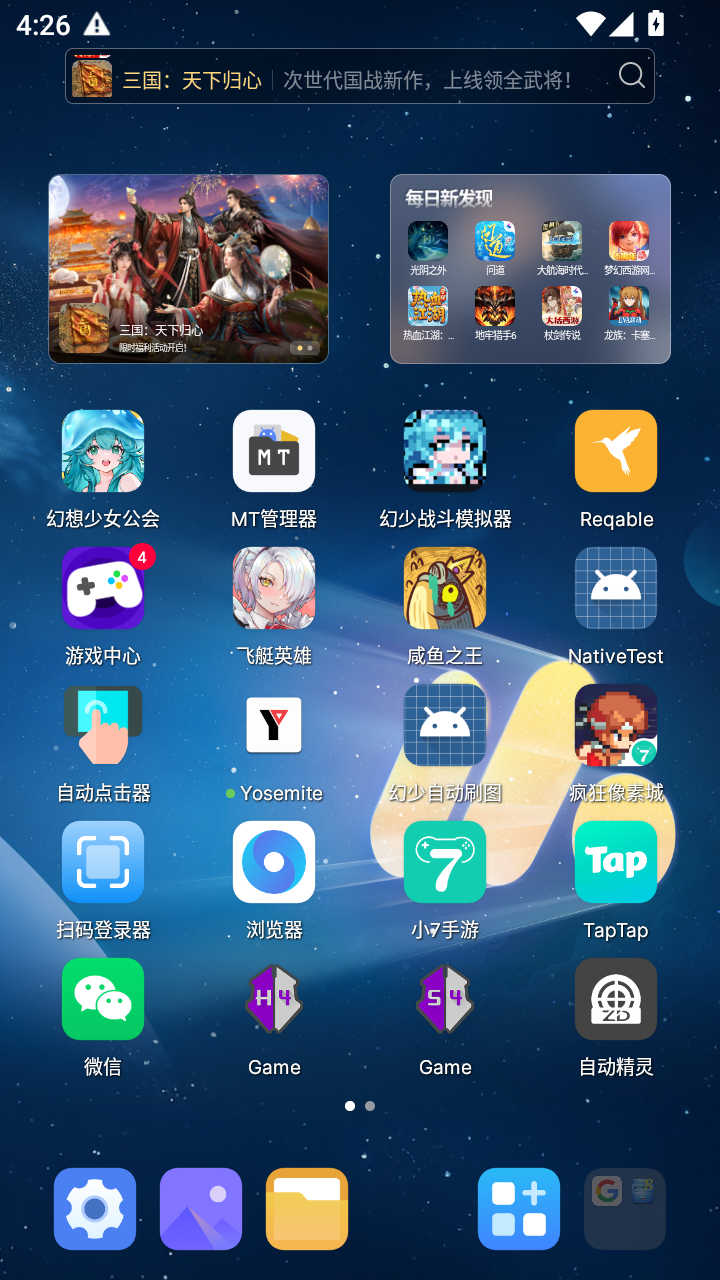 4:26
三国：天下归心 次世代国战新作，上线领全武将！
每日新发现
光阴之外 问道 大航海时代... 梦幻西游网...
热血江湖：... 地牢猎手6 杖剑传说 龙族：卡塞...
三国：天下归心
限时福利活动开启！
幻想少女公会 MT管理器 幻少战斗模拟器 Reqable
4
游戏中心 飞艇英雄 咸鱼之王 NativeTest
自动点击器 Yosemite 幻少自动刷图 疯狂像素城
Tap
扫码登录器 浏览器 小7手游 TapTap
H4 S4 ZD
微信 Game Game 自动精灵